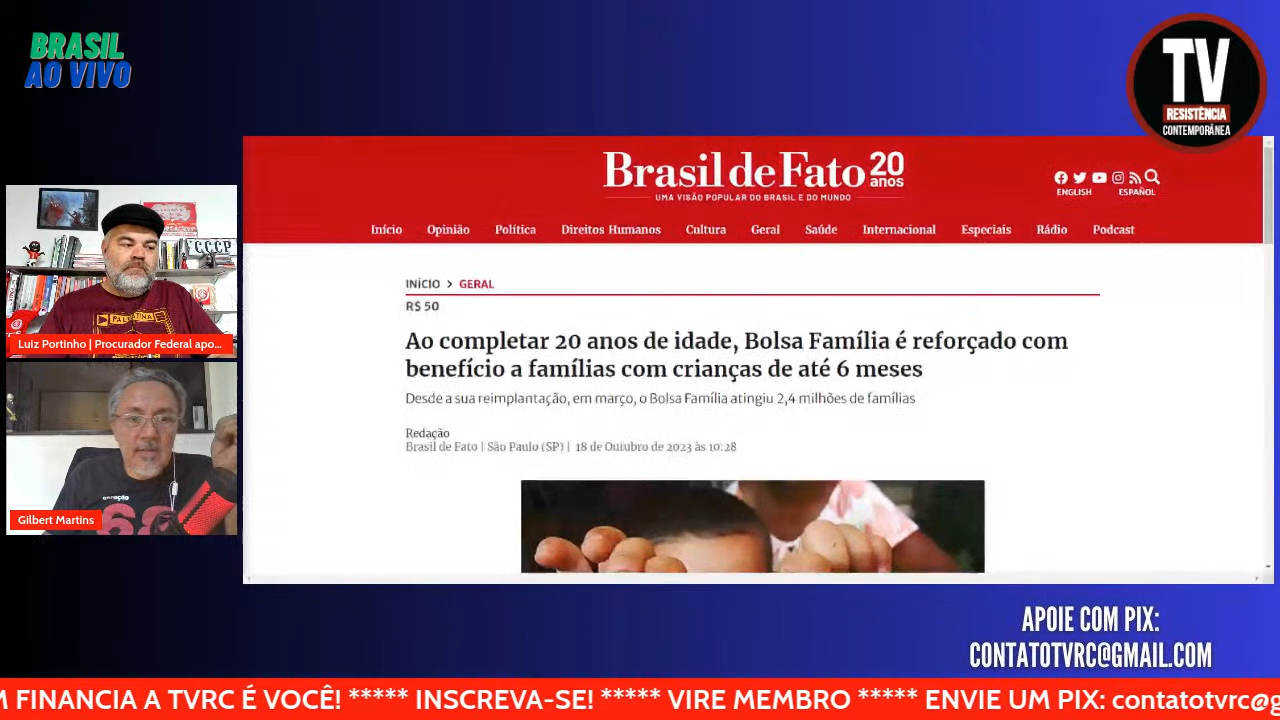 BRASIL
AO VIVO
TV
RESISTÊNCIA
CONTEMPORÂNEA
Brasil de Fato 20
anos
UMA VISÃO POPULAR DO BRASIL E DO MUNDO
ENGLISH ESPAÑOL
Início Opinião Política Direitos Humanos Cultura Geral Saúde Internacional Especiais Rádio Podcast
INÍCIO > GERAL
R$ 50
Ao completar 20 anos de idade, Bolsa Família é reforçado com
benefício a famílias com crianças de até 6 meses
Desde a sua reimplantação, em março, o Bolsa Família atingiu 2,4 milhões de famílias
Redação
Brasil de Fato | São Paulo (SP) | 18 de Outubro de 2023 às 10:28
CCCP
PALESTINA
Luiz Portinho | Procurador Federal apo...
geração
68
Gilbert Martins
APOIE COM PIX:
CONTATOTVRC@GMAIL.COM
M FINANCIA A TVRC É VOCÊ! ***** INSCREVA-SE! ***** VIRE MEMBRO ***** ENVIE UM PIX: contatotvrc@g